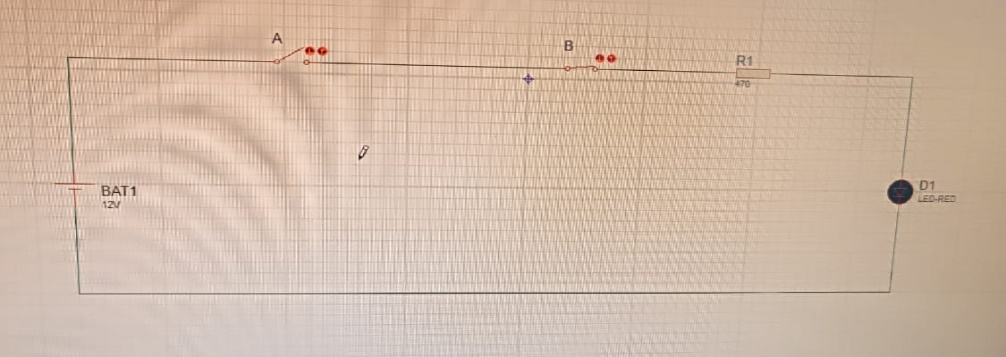 A
B
R1
470
BAT1
12V
D1
LED-RED